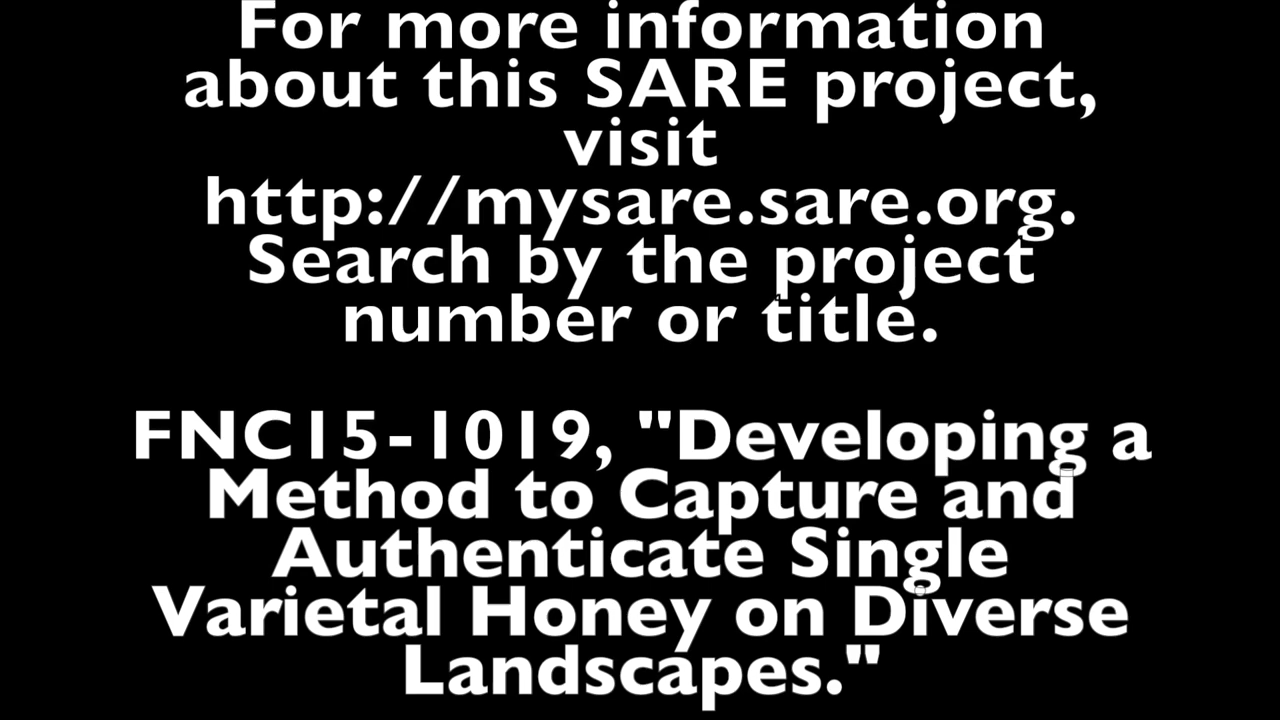 For more information
about this SARE project,
visit
http://mysare.sare.org.
Search by the project
number or title.
FNC15-1019, "Developing a
Method to Capture and
Authenticate Single
Varietal Honey on Diverse
Landscapes."